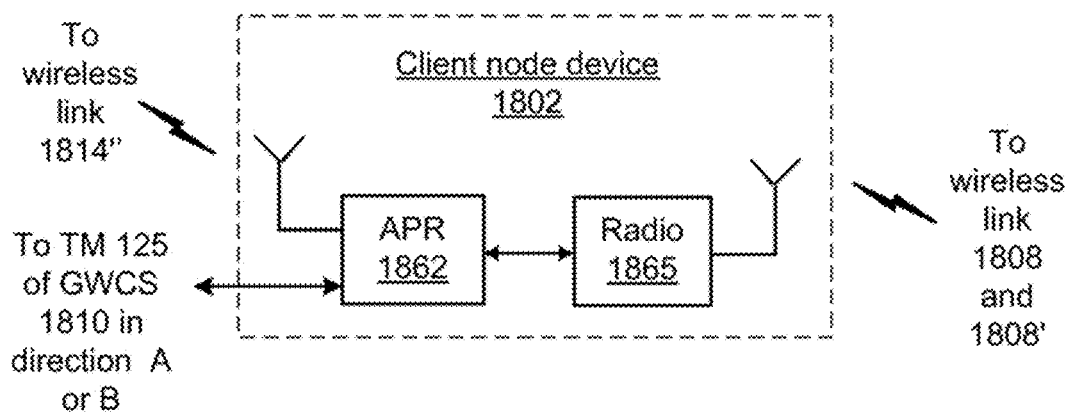 To
wireless
link
1814"
Client node device
1802
To
wireless
link
1808
and
1808'
APR
1862
Radio
1865
To TM 125
of GWCS
1810 in
direction A
or B